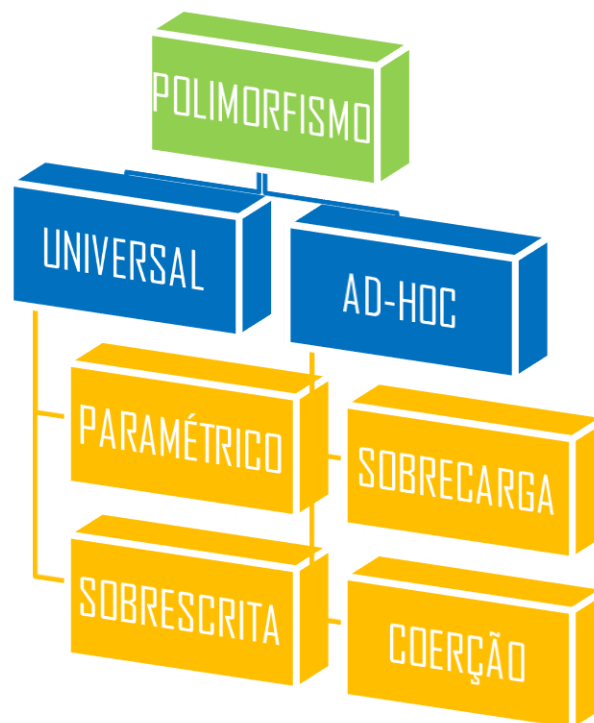 POLIMORFISMO
UNIVERSAL
AD-HOC
PARAMÉTRICO
SOBRECARGA
SOBRESCRITA
COERÇÃO